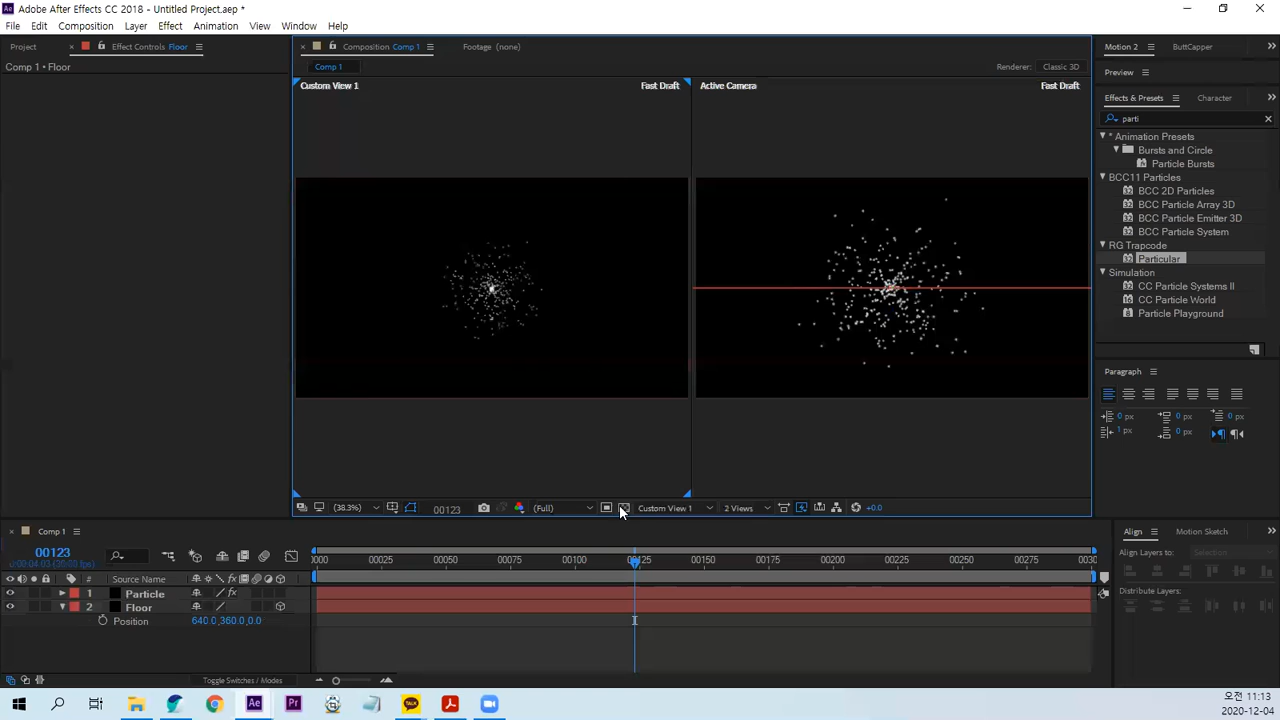 Adobe After Effects CC 2018 - Untitled Project.aep *
File Edit Composition Layer Effect Animation View Window Help
Project
Effect Controls Floor
Composition Comp 1
Footage (none)
Motion 2
ButtCapper
Comp 1 • Floor
Comp 1
Renderer: Classic 3D
Preview
Custom View 1
Fast Draft
Active Camera
Fast Draft
Effects & Presets
Character
parti
* Animation Presets
Bursts and Circle
Particle Bursts
BCC11 Particles
BCC 2D Particles
BCC Particle Array 3D
BCC Particle Emitter 3D
BCC Particle System
RG Trapcode
Particular
Simulation
CC Particle Systems II
CC Particle World
Particle Playground
Paragraph
0 px 0 px 0 px
1 px 0 px
(38.3%) 00123 (Full) Custom View 1 2 Views +0.0
Comp 1
Align
Motion Sketch
00123
Align Layers to: Selection
Distribute Layers:
0000 00025 00050 00075 00100 00125 00150 00175 00200 00225 00250 00275 0030
# Source Name
1 Particle
2 Floor
Position 640.0,360.0,0.0
Toggle Switches / Modes
오전 11:13
2020-12-04